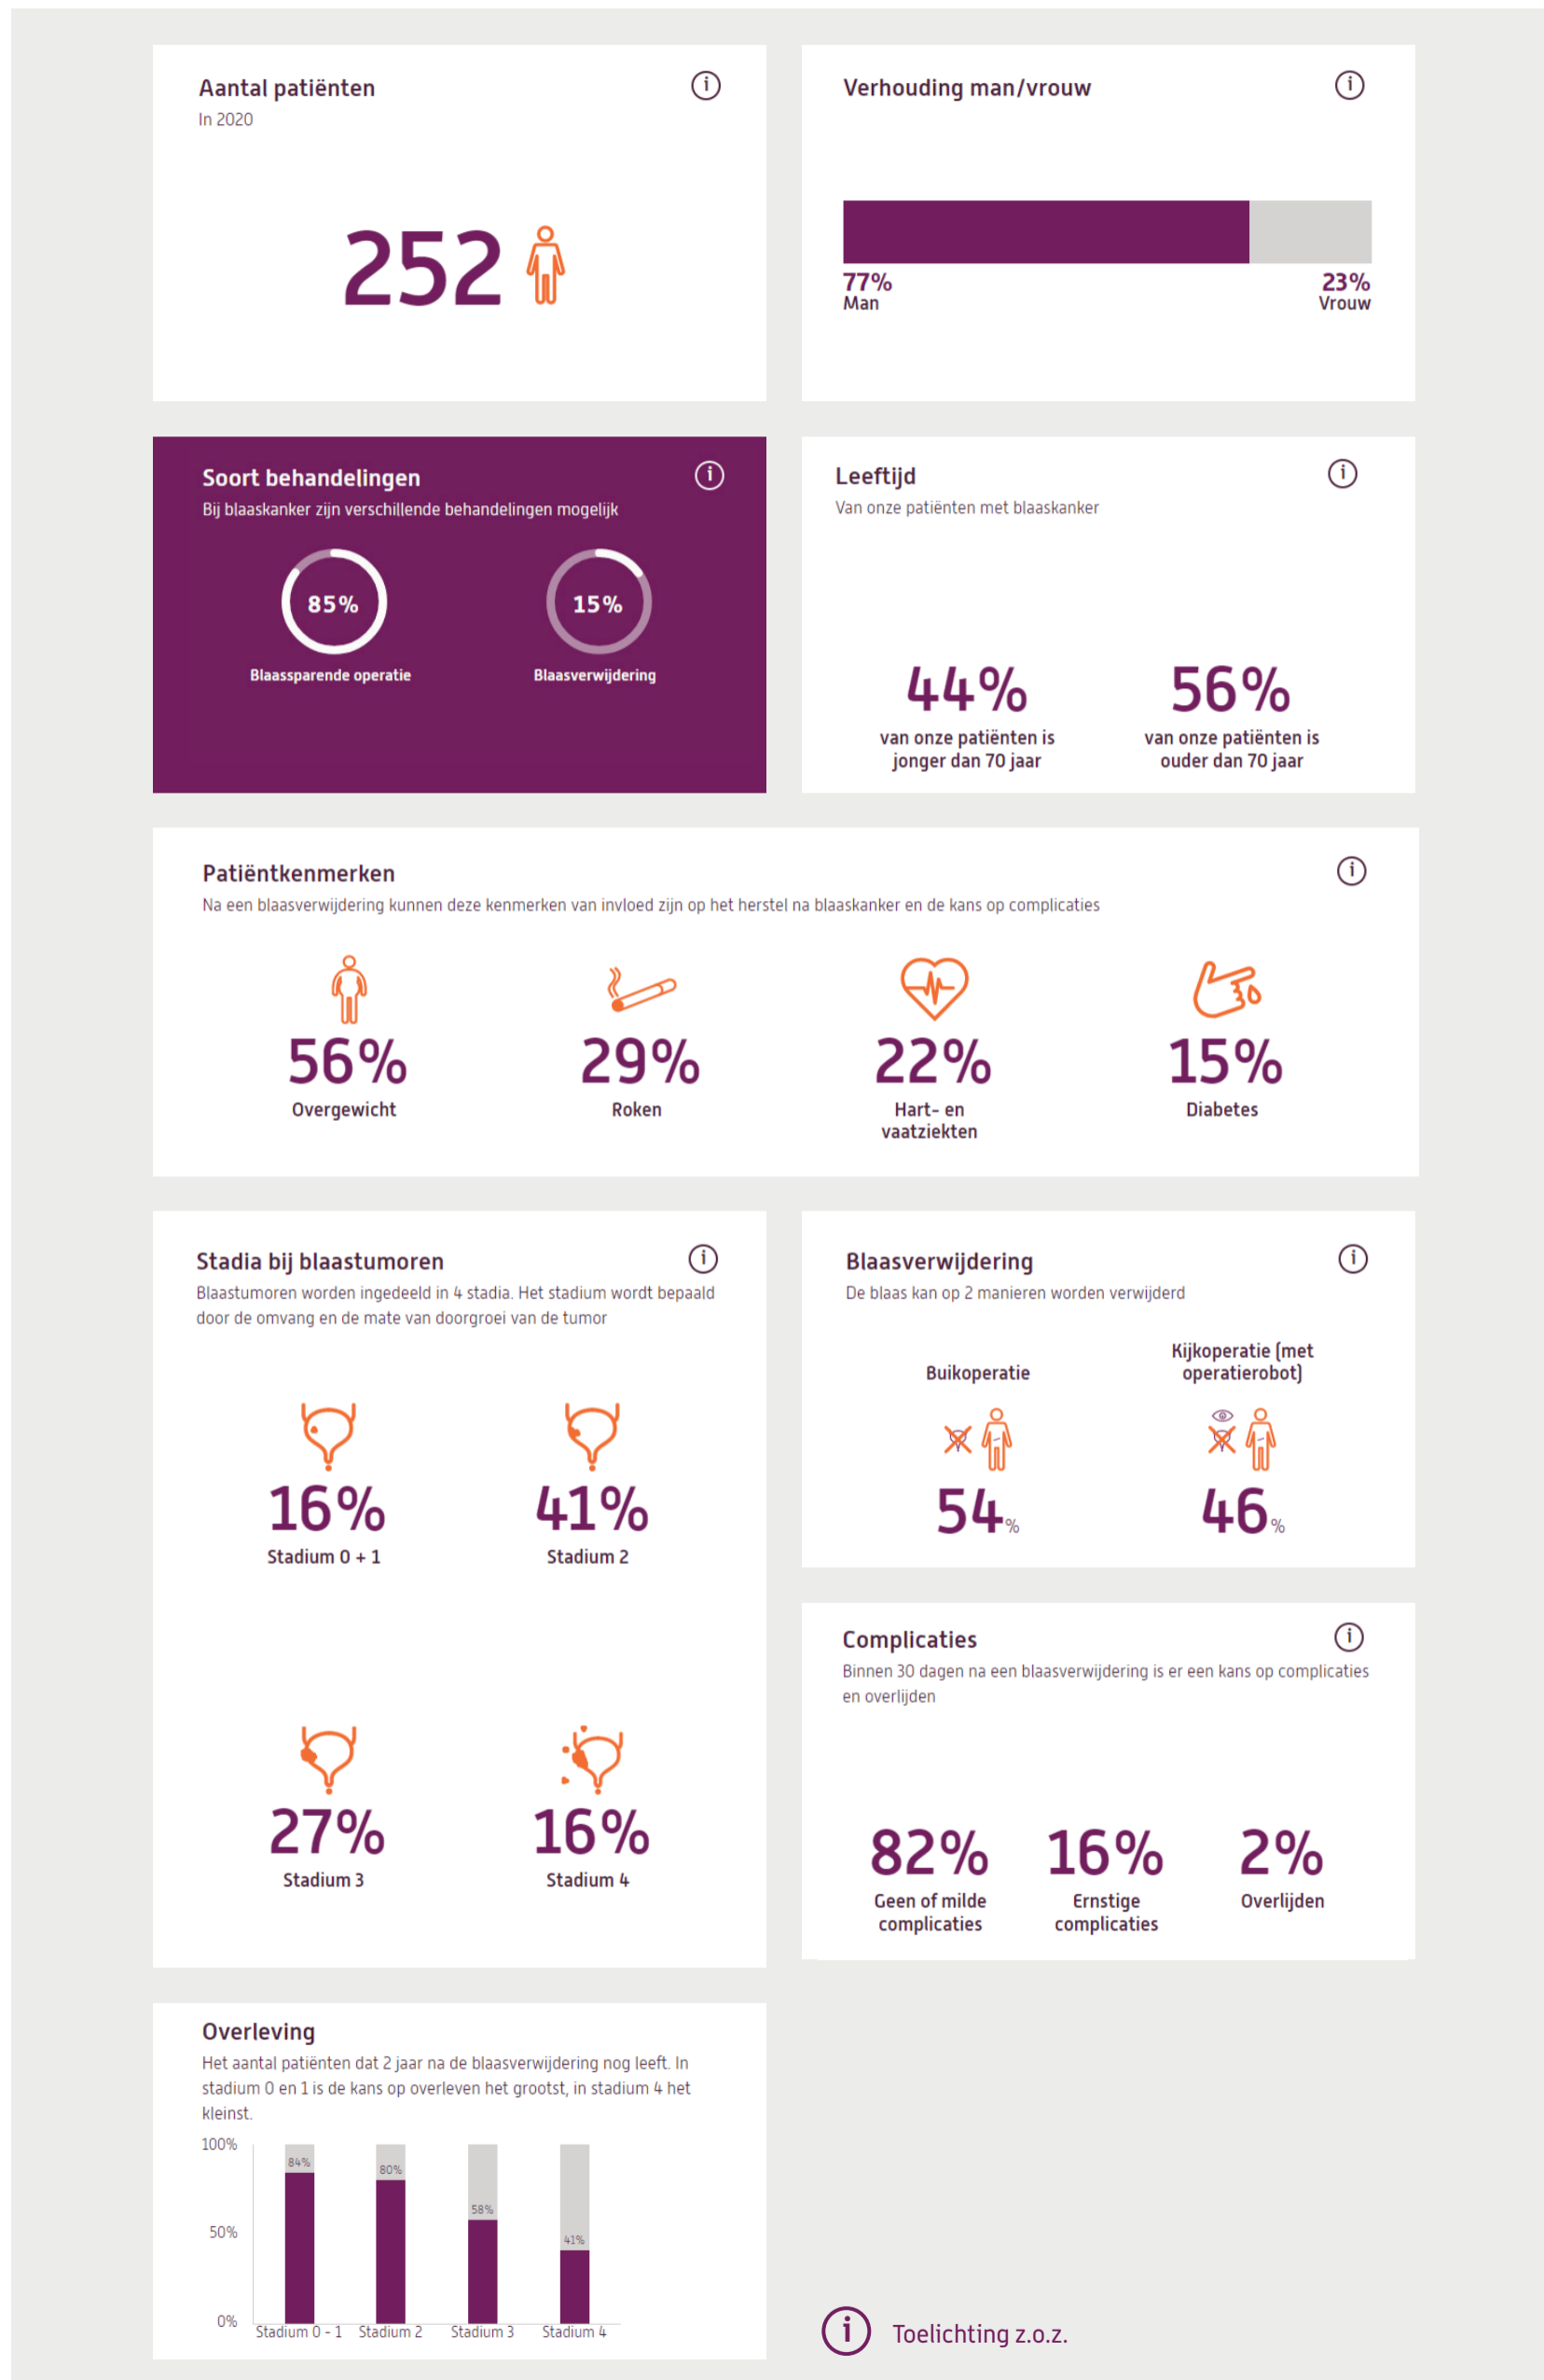 Aantal patiënten
In 2020
252
Verhouding man/vrouw
77%
Man
23%
Vrouw
Soort behandelingen
Bij blaaskanker zijn verschillende behandelingen mogelijk
85%
Blaassparende operatie
15%
Blaasverwijdering
Leeftijd
Van onze patiënten met blaaskanker
44%
van onze patiënten is
jonger dan 70 jaar
56%
van onze patiënten is
ouder dan 70 jaar
Patiëntkenmerken
Na een blaasverwijdering kunnen deze kenmerken van invloed zijn op het herstel na blaaskanker en de kans op complicaties
56%
Overgewicht
29%
Roken
22%
Hart- en
vaatziekten
15%
Diabetes
Stadia bij blaastumoren
Blaastumoren worden ingedeeld in 4 stadia. Het stadium wordt bepaald
door de omvang en de mate van doorgroei van de tumor
16%
Stadium 0 + 1
41%
Stadium 2
27%
Stadium 3
16%
Stadium 4
Blaasverwijdering
De blaas kan op 2 manieren worden verwijderd
Buikoperatie
54%
Kijkoperatie (met
operatierobot)
46%
Complicaties
Binnen 30 dagen na een blaasverwijdering is er een kans op complicaties
en overlijden
82%
Geen of milde
complicaties
16%
Ernstige
complicaties
2%
Overlijden
Overleving
Het aantal patiënten dat 2 jaar na de blaasverwijdering nog leeft. In
stadium 0 en 1 is de kans op overleven het grootst, in stadium 4 het
kleinst.
100%
50%
0%
84%
80%
58%
41%
Stadium 0 - 1
Stadium 2
Stadium 3
Stadium 4
i Toelichting z.o.z.